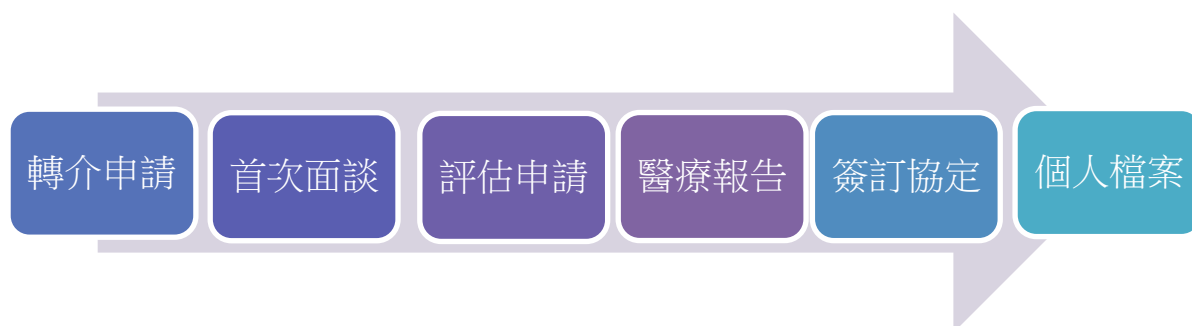 轉介申請
首次面談
評估申請
醫療報告
簽訂協定
個人檔案